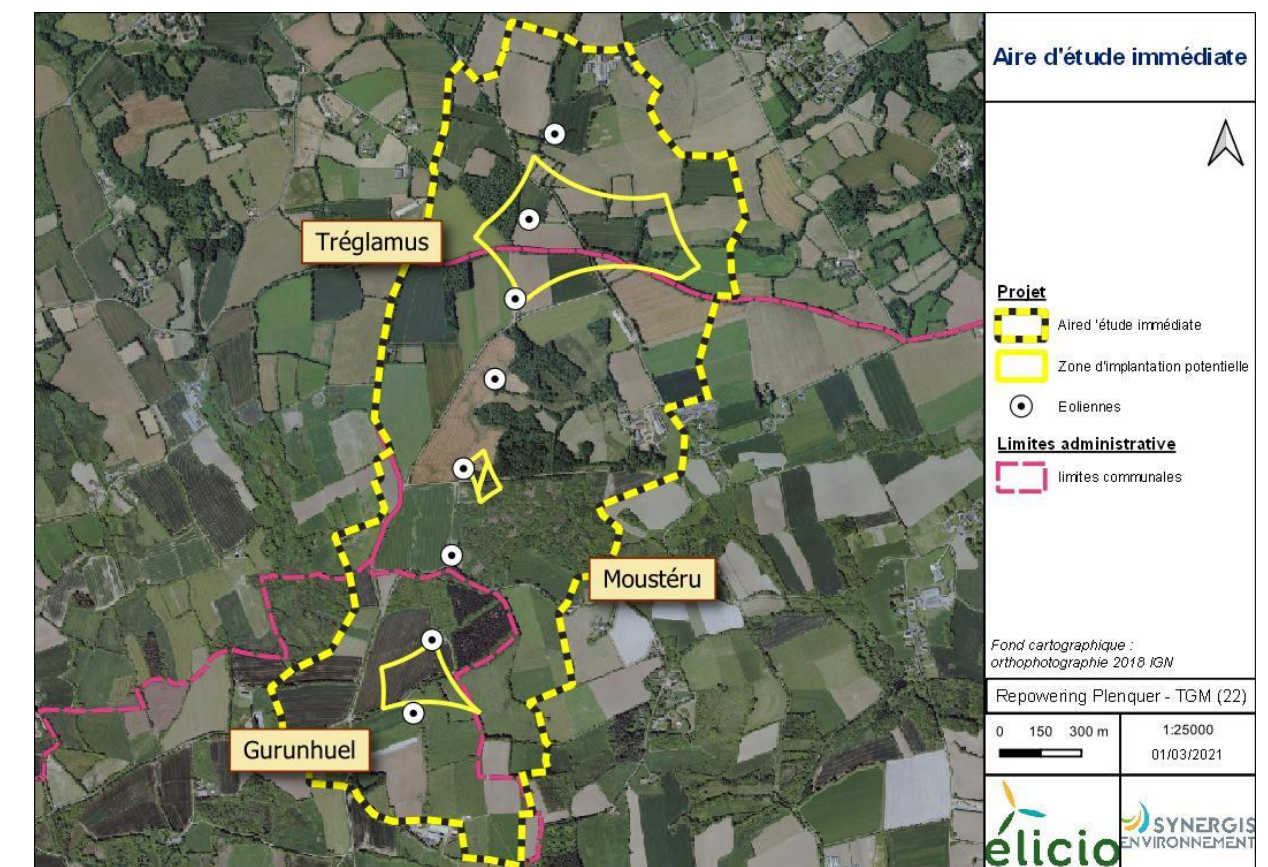 Aire d'étude immédiate
Tréglamus
Moustéru
Gurunhuel
Projet
Aired 'étude immédiate
Zone d'implantation potentielle
Eoliennes
Limites administrative
limites communales
Fond cartographique :
orthophotographie 2018 IGN
Repowering Plenquer - TGM (22)
0 150 300 m
1:25000
01/03/2021
élicio
SYNERGIS
ENVIRONNEMENT